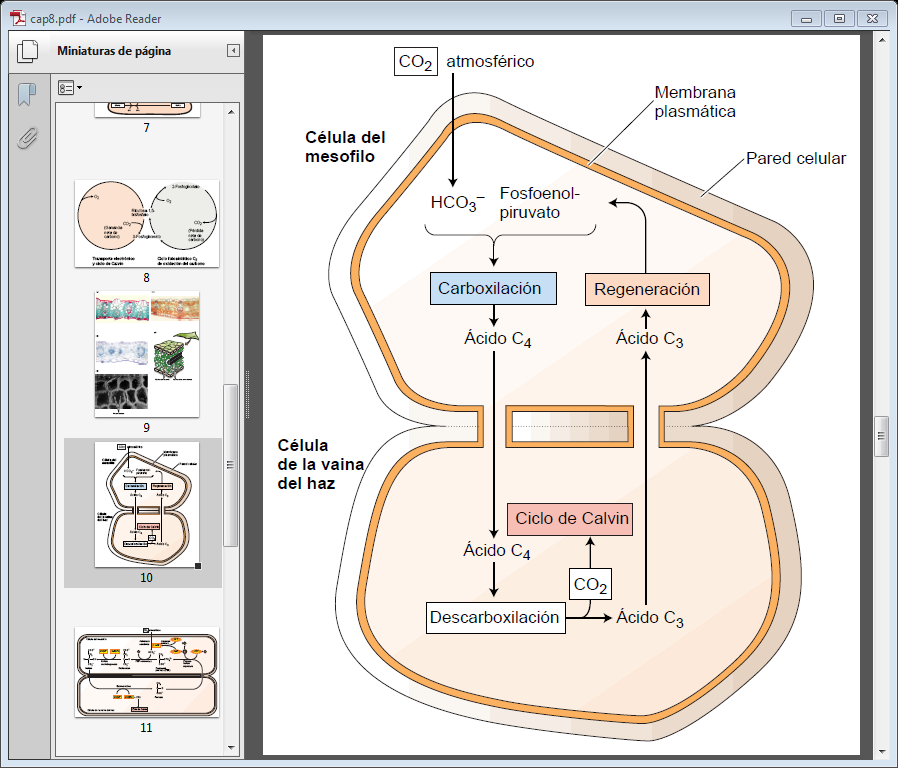 cap8.pdf - Adobe Reader
Miniaturas de página
7
8
9
10
11
CO2 atmosférico
Membrana
plasmática
Célula del
mesofilo
Pared celular
HCO3–
Fosfoenol-
piruvato
Carboxilación
Regeneración
Ácido C4
Ácido C3
Célula
de la vaina
del haz
Ciclo de Calvin
Ácido C4
CO2
Descarboxilación
Ácido C3